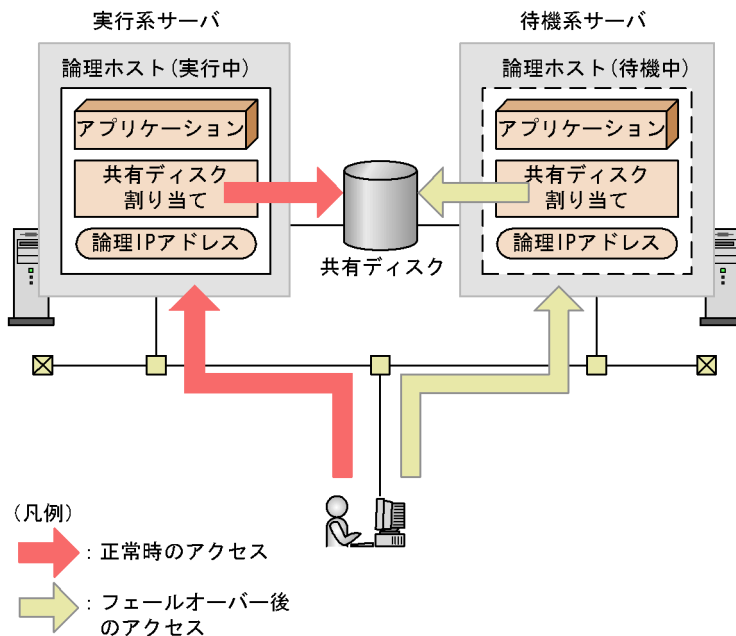 実行系サーバ
待機系サーバ
論理ホスト(実行中)
論理ホスト(待機中)
アプリケーション
アプリケーション
共有ディスク
割り当て
共有ディスク
割り当て
論理IPアドレス
論理IPアドレス
共有ディスク
(凡例)
：正常時のアクセス
：フェールオーバー後
のアクセス